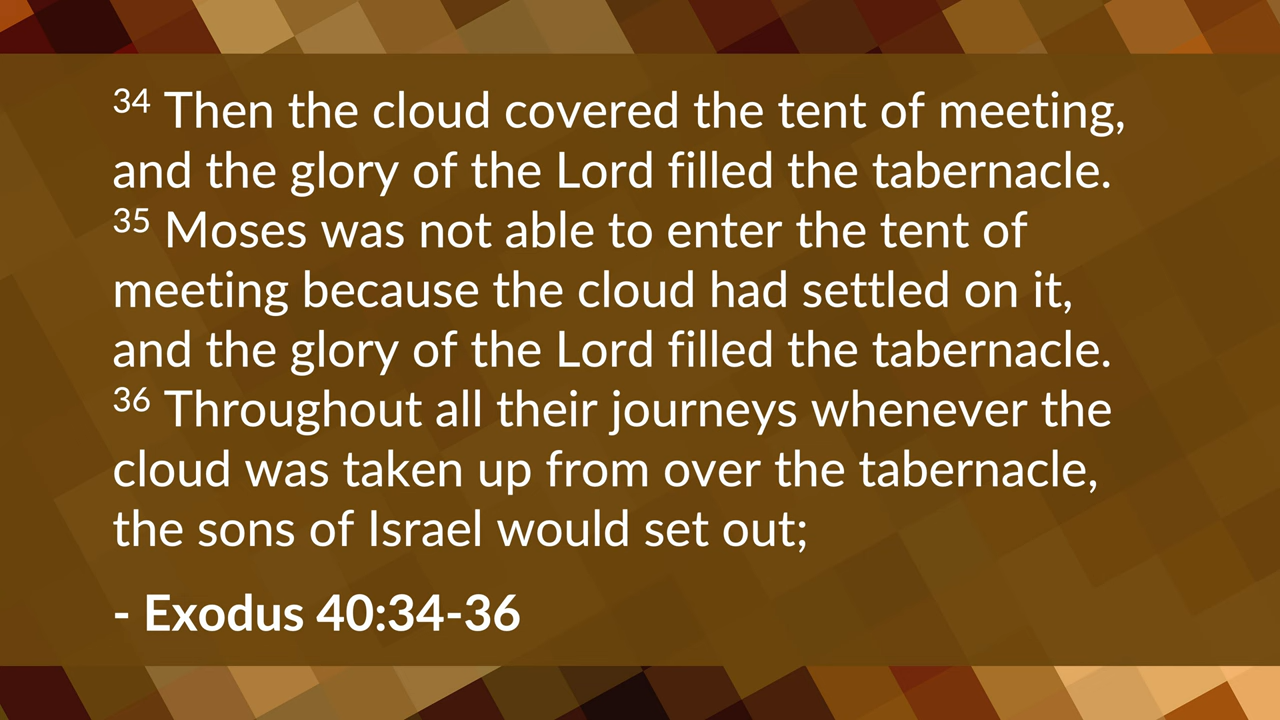 34 Then the cloud covered the tent of meeting,
and the glory of the Lord filled the tabernacle.
35 Moses was not able to enter the tent of
meeting because the cloud had settled on it,
and the glory of the Lord filled the tabernacle.
36 Throughout all their journeys whenever the
cloud was taken up from over the tabernacle,
the sons of Israel would set out;
- Exodus 40:34-36